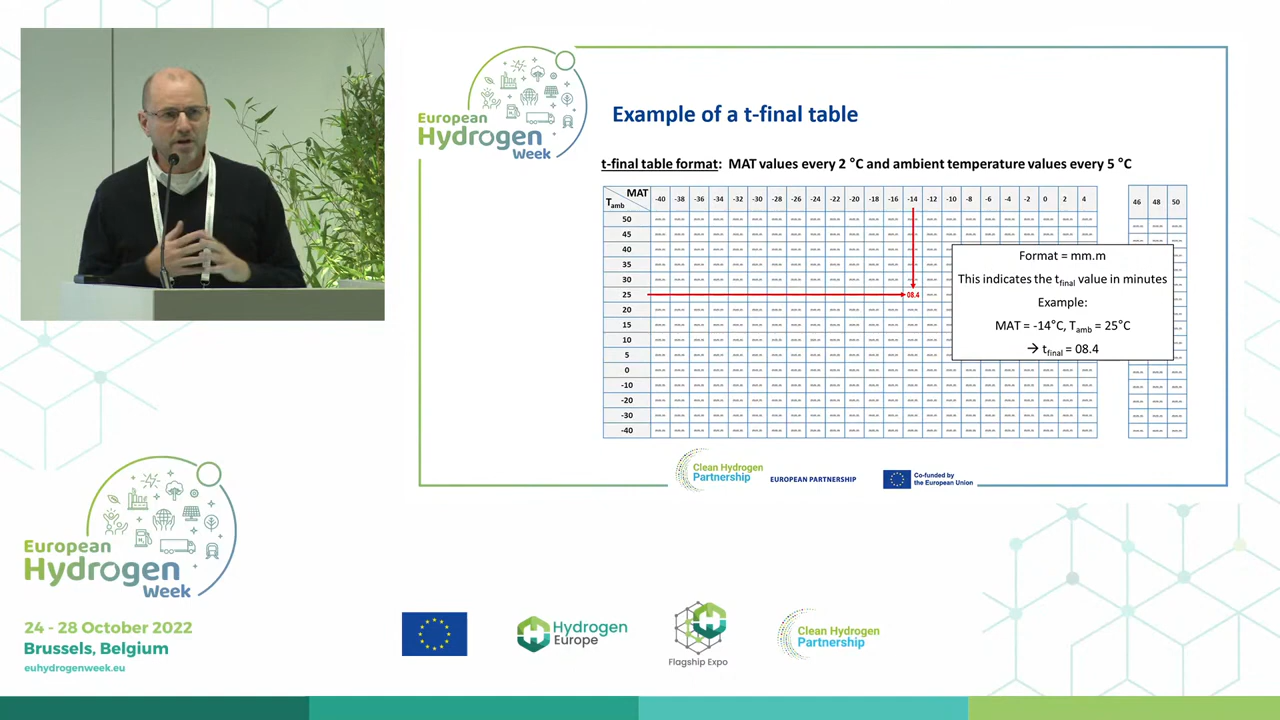 European
Hydrogen
Week
Example of a t-final table
t-final table format: MAT values every 2 °C and ambient temperature values every 5 °C
MAT
T amb
-40 -38 -36 -34 -32 -30 -28 -26 -24 -22 -20 -18 -16 -14 -12 -10 -8 -6 -4 -2 0 2 4
46 48 50
50
45
40
35
30
25 08.4
20
15
10
5
0
-10
-20
-30
-40
Format = mm.m
This indicates the tfinal value in minutes
Example:
MAT = -14°C, Tamb = 25°C
→ tfinal = 08.4
Clean Hydrogen
Partnership
EUROPEAN PARTNERSHIP
Co-funded by
the European Union
European
Hydrogen
Week
24 - 28 October 2022
Brussels, Belgium
euhydrogenweek.eu
Hydrogen
Europe
Flagship Expo
Clean Hydrogen
Partnership